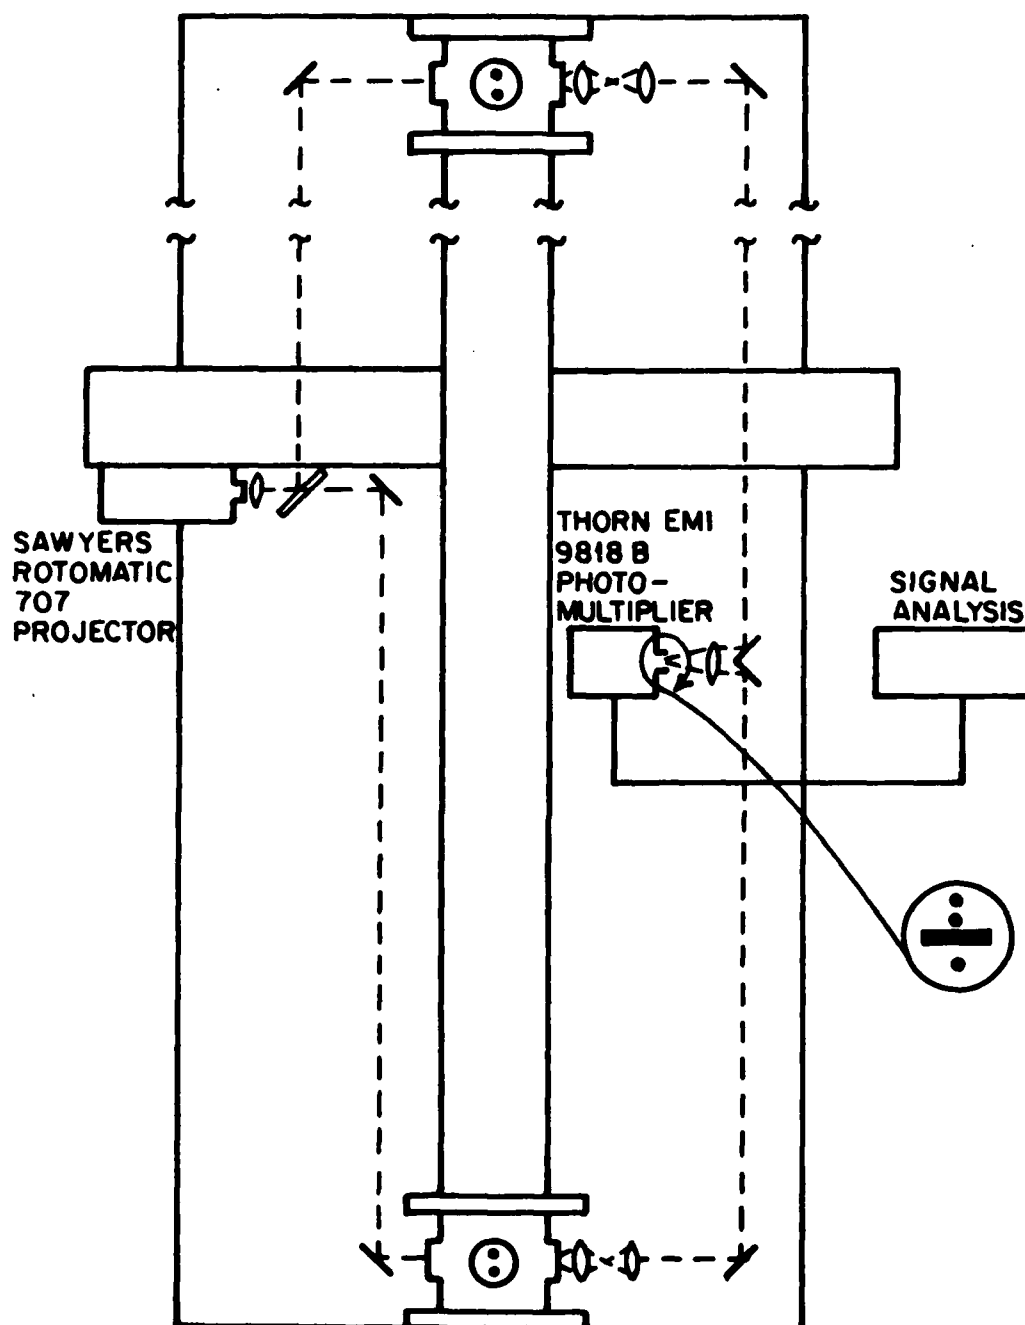 SAWYERS
ROTOMATIC
707
PROJECTOR
THORN EMI
9818 B
PHOTO-
MULTIPLIER
SIGNAL
ANALYSIS